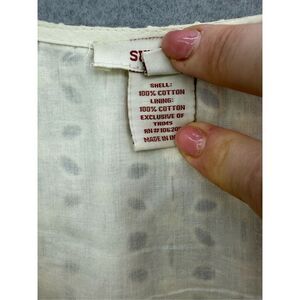 SHELL:
100% COTTON
LINING:
100% COTTON
EXCLUSIVE OF
TRIMS
MADE IN